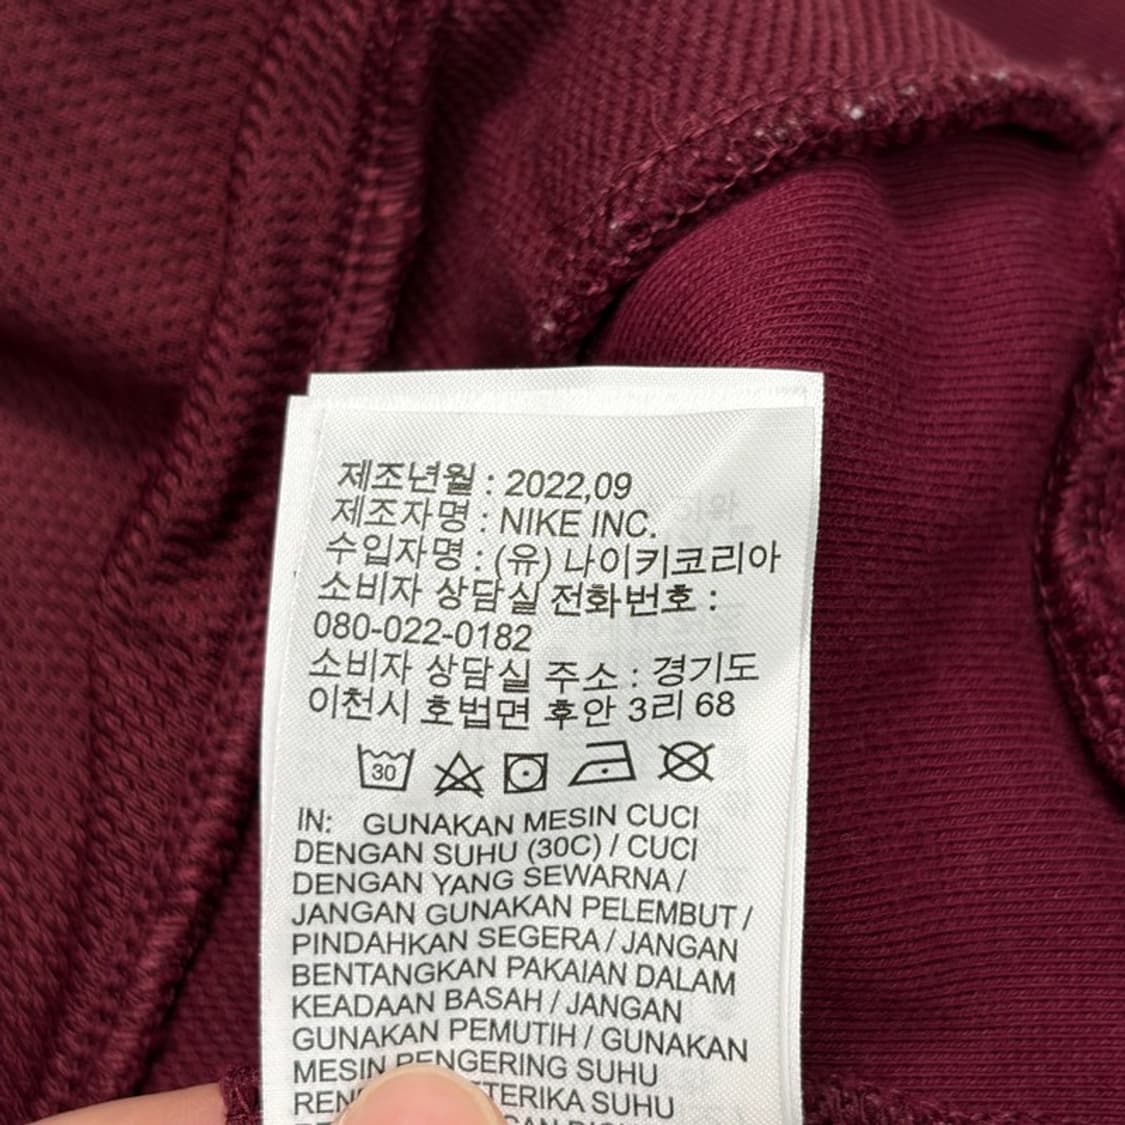 제조년월 : 2022,09
제조자명 : NIKE INC.
수입자명 : (유) 나이키코리아
소비자 상담실 전화번호 :
080-022-0182
소비자 상담실 주소 : 경기도
이천시 호법면 후안 3리 68
30
IN: GUNAKAN MESIN CUCI
DENGAN SUHU (30C) / CUCI
DENGAN YANG SEWARNA /
JANGAN GUNAKAN PELEMBUT /
PINDAHKAN SEGERA / JANGAN
BENTANGKAN PAKAIAN DALAM
KEADAAN BASAH / JANGAN
GUNAKAN PEMUTIH / GUNAKAN
MESIN PENGERING SUHU
SUHU